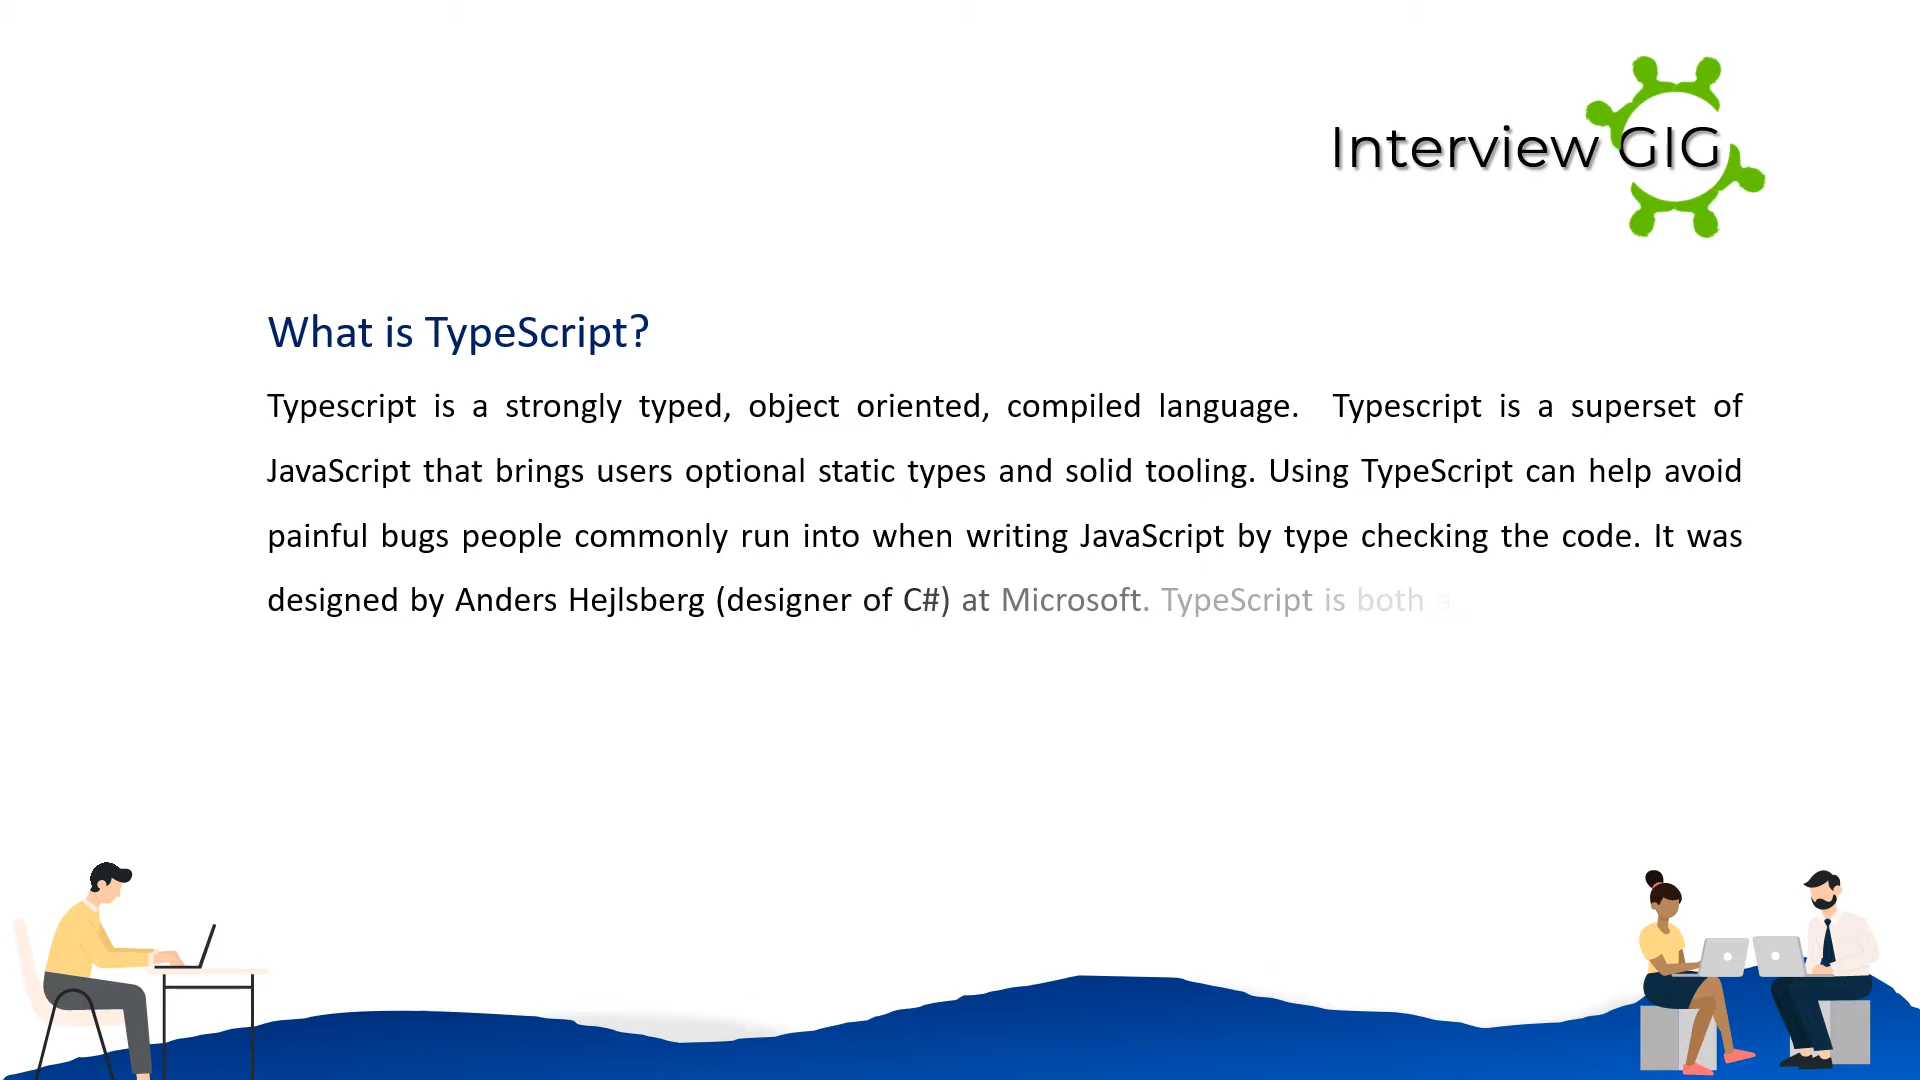 Interview GIG
What is TypeScript?
Typescript is a strongly typed, object oriented, compiled language. Typescript is a superset of
JavaScript that brings users optional static types and solid tooling. Using TypeScript can help avoid
painful bugs people commonly run into when writing JavaScript by type checking the code. It was
designed by Anders Hejlsberg (designer of C#) at Microsoft. TypeScript is both a